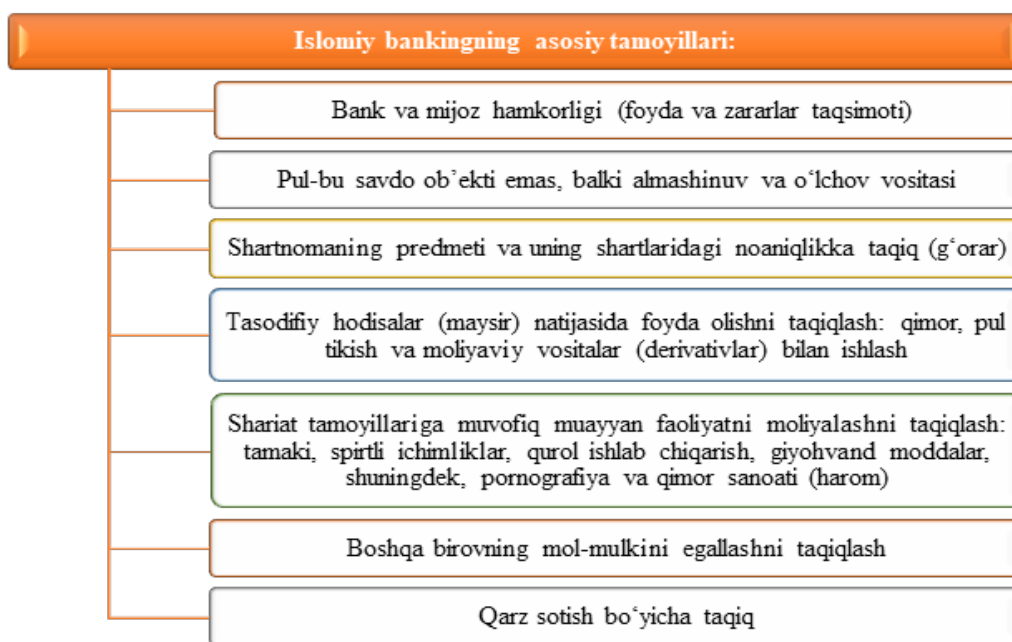 Islomiy bankingning asosiy tamoyillari:
Bank va mijoz hamkorligi (foyda va zararlar taqsimoti)
Pul-bu savdo ob’ekti emas, balki almashinuv va o‘lchov vositasi
Shartnomaning predmeti va uning shartlaridagi noaniqlikka taqiq (g‘orar)
Tasodifiy hodisalar (maysir) natijasida foyda olishni taqiqlash: qimor, pul
tikish va moliyaviy vositalar (derivativlar) bilan ishlash
Shariat tamoyillariga muvofiq muayyan faoliyatni moliyalashni taqiqlash:
tamaki, spirtli ichimliklar, qurol ishlab chiqarish, giyohvand moddalar,
shuningdek, pornografiya va qimor sanoati (harom)
Boshqa birovning mol-mulkini egallashni taqiqlash
Qarz sotish bo‘yicha taqiq